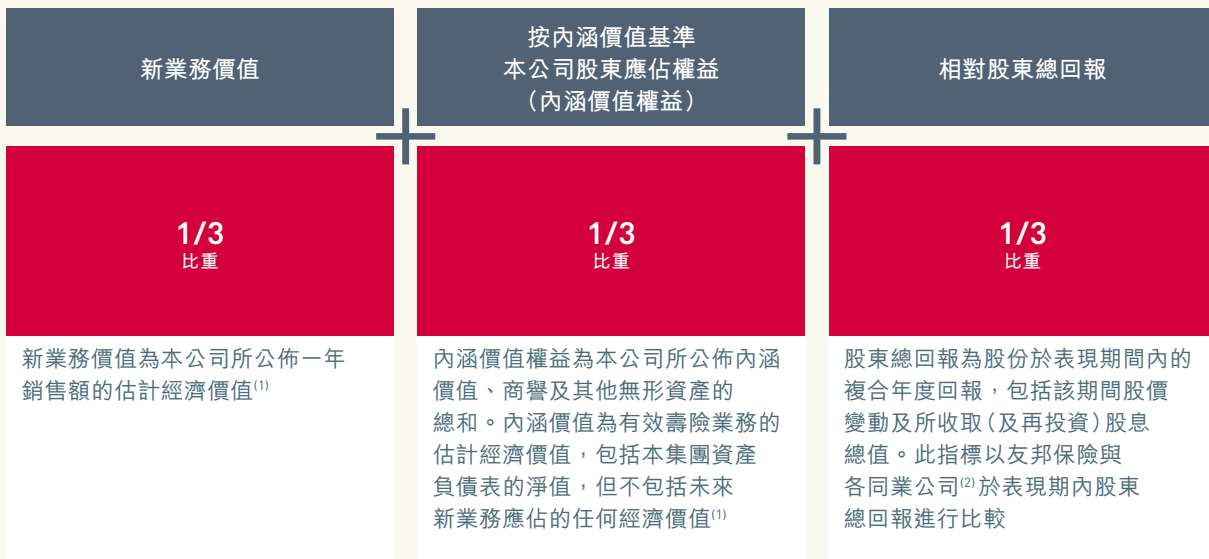 新業務價值
按內涵價值基準
本公司股東應佔權益
（內涵價值權益）
相對股東總回報
1/3
比重
1/3
比重
1/3
比重
新業務價值為本公司所公佈一年
銷售額的估計經濟價值(1)
內涵價值權益為本公司所公佈內涵
價值、商譽及其他無形資產的
總和。內涵價值為有效壽險業務的
估計經濟價值，包括本集團資產
負債表的淨值，但不包括未來
新業務應佔的任何經濟價值(1)
股東總回報為股份於表現期間內的
複合年度回報，包括該期間股價
變動及所收取（及再投資）股息
總值。此指標以友邦保險與
各同業公司(2)於表現期內股東
總回報進行比較